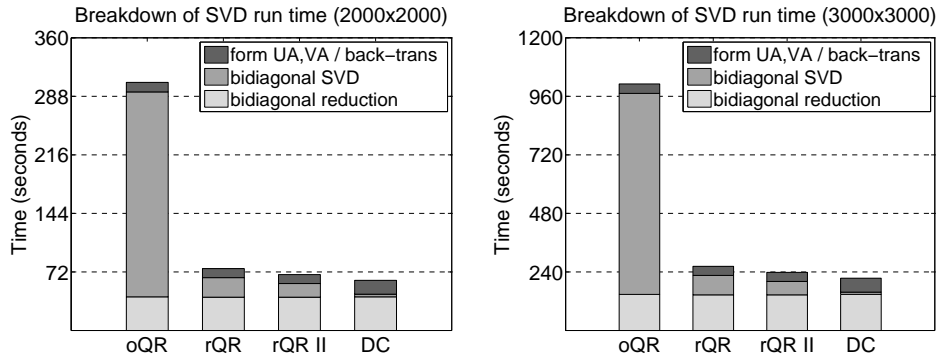 Breakdown of SVD run time (2000x2000)
360
288
216
144
72
Time (seconds)
form UA,VA / back−trans
bidiagonal SVD
bidiagonal reduction
oQR rQR rQR II DC
Breakdown of SVD run time (3000x3000)
1200
960
720
480
240
Time (seconds)
form UA,VA / back−trans
bidiagonal SVD
bidiagonal reduction
oQR rQR rQR II DC